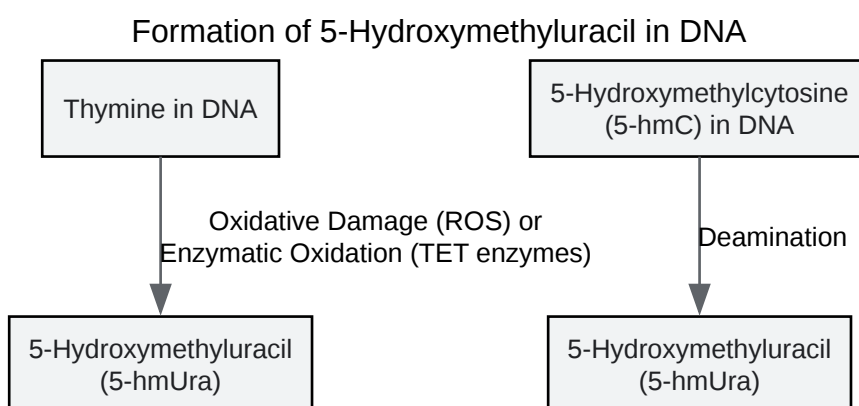 Formation of 5-Hydroxymethyluracil in DNA
Thymine in DNA
5-Hydroxymethylcytosine
(5-hmC) in DNA
Oxidative Damage (ROS) or
Enzymatic Oxidation (TET enzymes)
Deamination
5-Hydroxymethyluracil
(5-hmUra)
5-Hydroxymethyluracil
(5-hmUra)